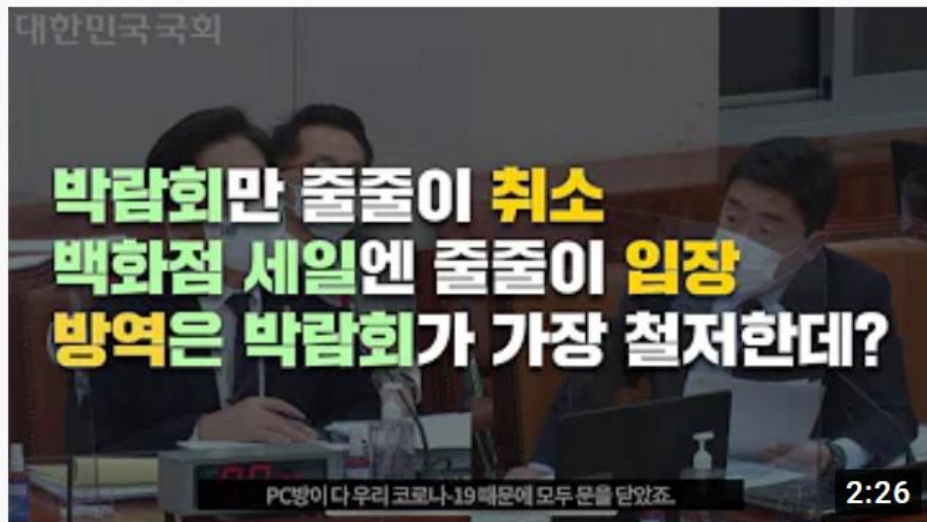 대한민국국회
박람회만 줄줄이 취소
백화점 세일엔 줄줄이 입장
방역은 박람회가 가장 철저한데?
PC방이 다 우리 코로나-19 때문에 모두 문을 닫았죠.
2:26